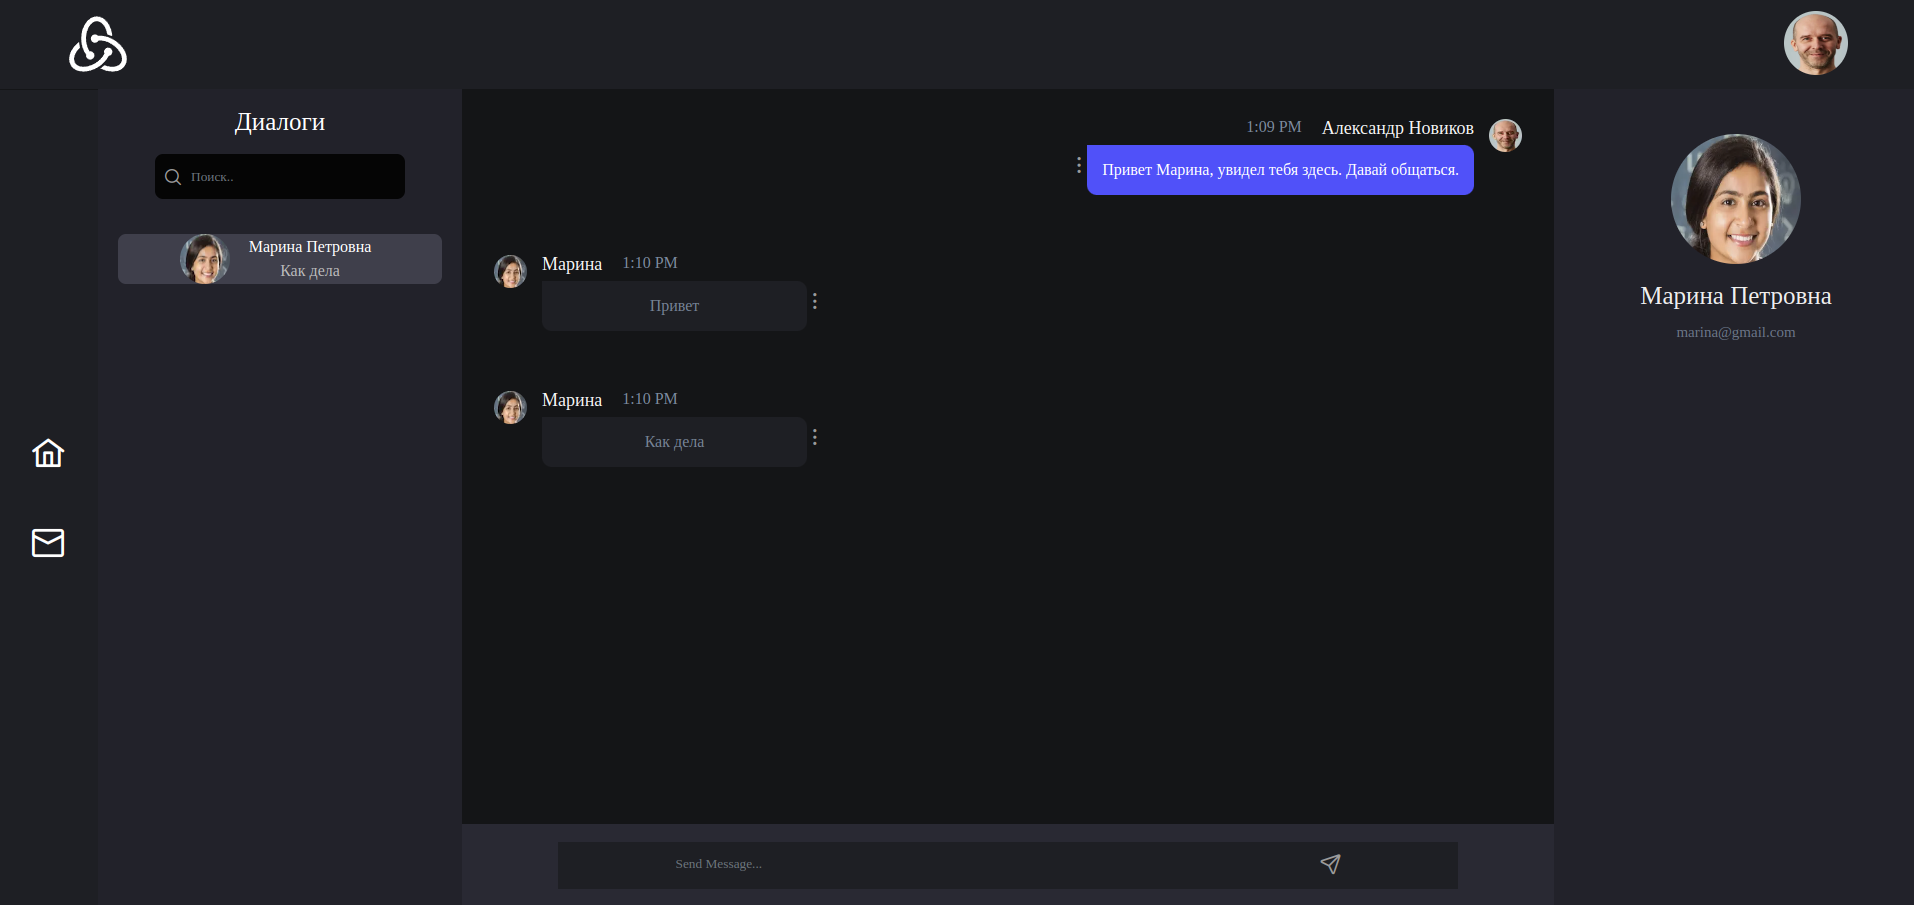 Диалоги
Поиск..
Марина Петровна
Как дела
1:09 PM Александр Новиков
Привет Марина, увидел тебя здесь. Давай общаться.
Марина 1:10 PM
Привет
Марина 1:10 PM
Как дела
Send Message...
Марина Петровна
marina@gmail.com